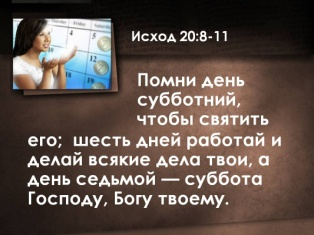 Исход 20:8-11
Помни день
субботний,
чтобы святить
его; шесть дней работай и
делай всякие дела твои, а
день седьмой — суббота
Господу, Богу твоему.